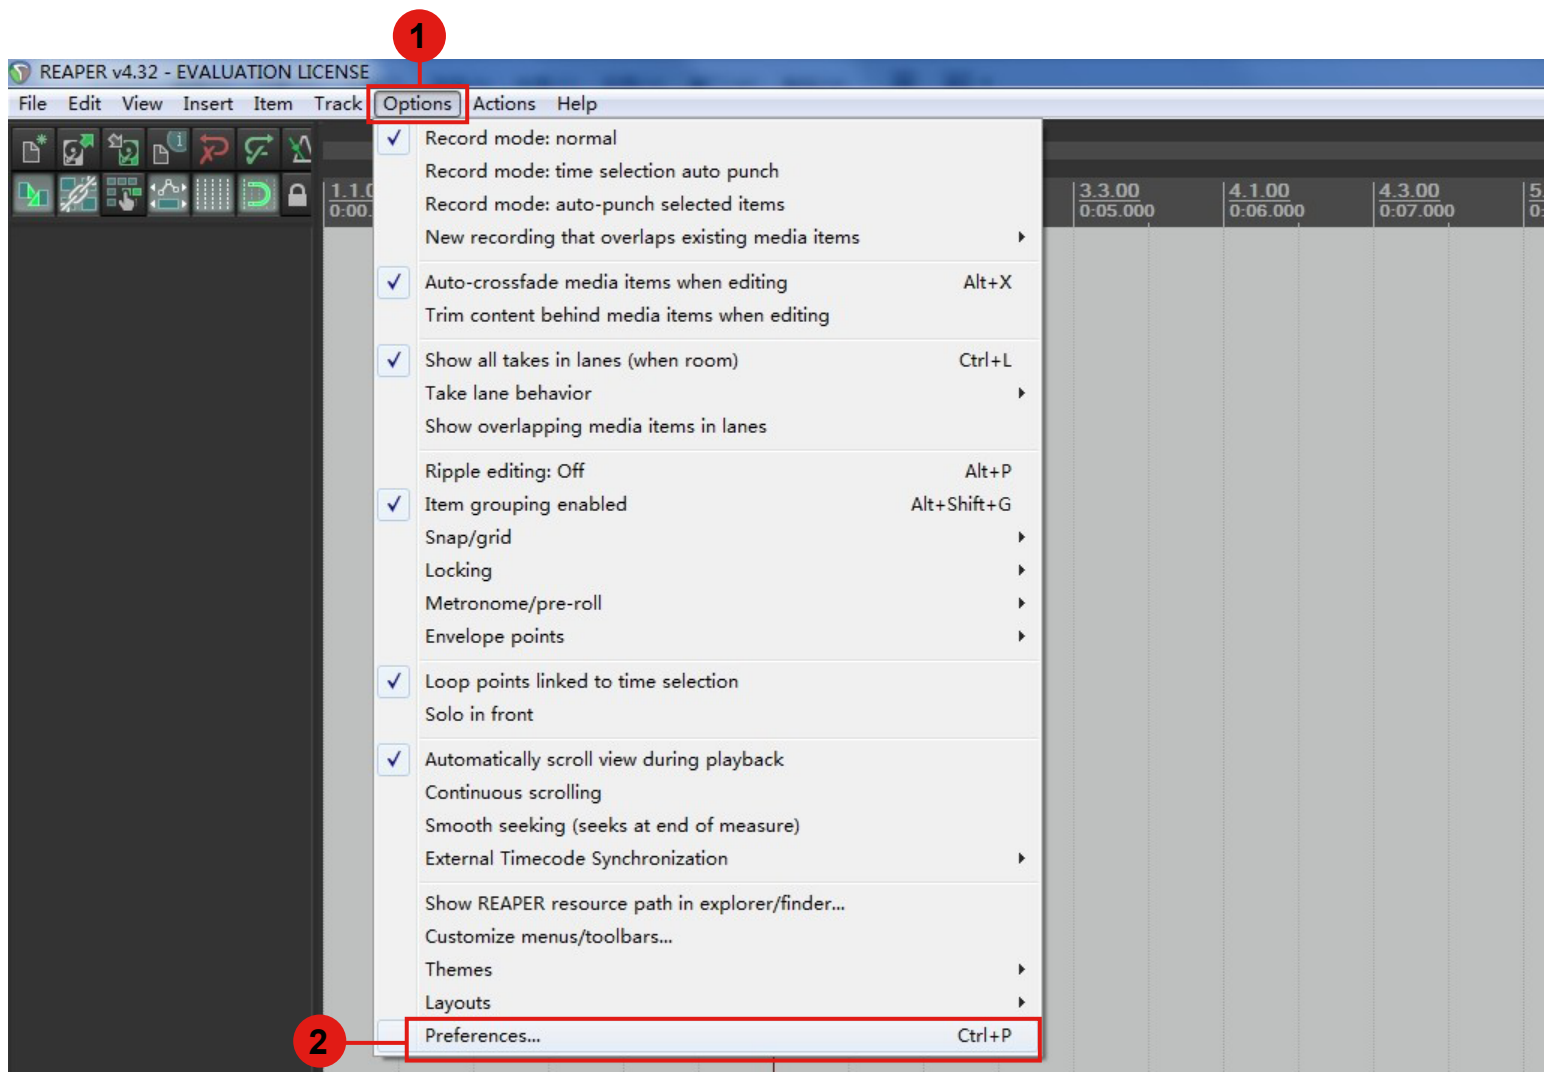 1
REAPER v4.32 - EVALUATION LICENSE
File Edit View Insert Item Track Options Actions Help
Record mode: normal
Record mode: time selection auto punch
Record mode: auto-punch selected items
New recording that overlaps existing media items
Auto-crossfade media items when editing Alt+X
Trim content behind media items when editing
Show all takes in lanes (when room) Ctrl+L
Take lane behavior
Show overlapping media items in lanes
Ripple editing: Off Alt+P
Item grouping enabled Alt+Shift+G
Snap/grid
Locking
Metronome/pre-roll
Envelope points
Loop points linked to time selection
Solo in front
Automatically scroll view during playback
Continuous scrolling
Smooth seeking (seeks at end of measure)
External Timecode Synchronization
Show REAPER resource path in explorer/finder...
Customize menus/toolbars...
Themes
Layouts
2 Preferences... Ctrl+P
3.3.00 4.1.00 4.3.00
0:05.000 0:06.000 0:07.000